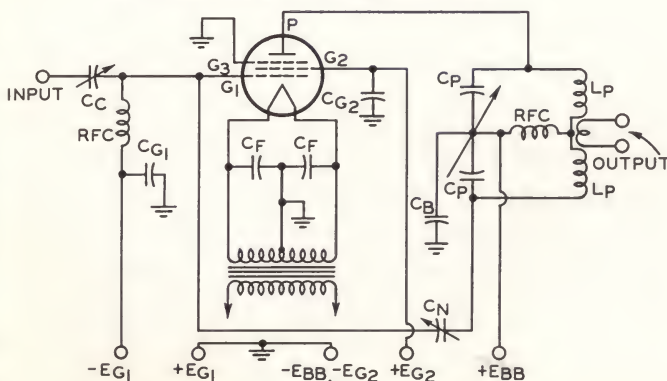 P
G3
G2
G1
INPUT
CC
RFC
CG1
CG2
CF
CF
CP
LP
RFC
OUTPUT
CP
LP
CB
CN
-EG1
+EG1
-EBB, -EG2
+EG2
+EBB